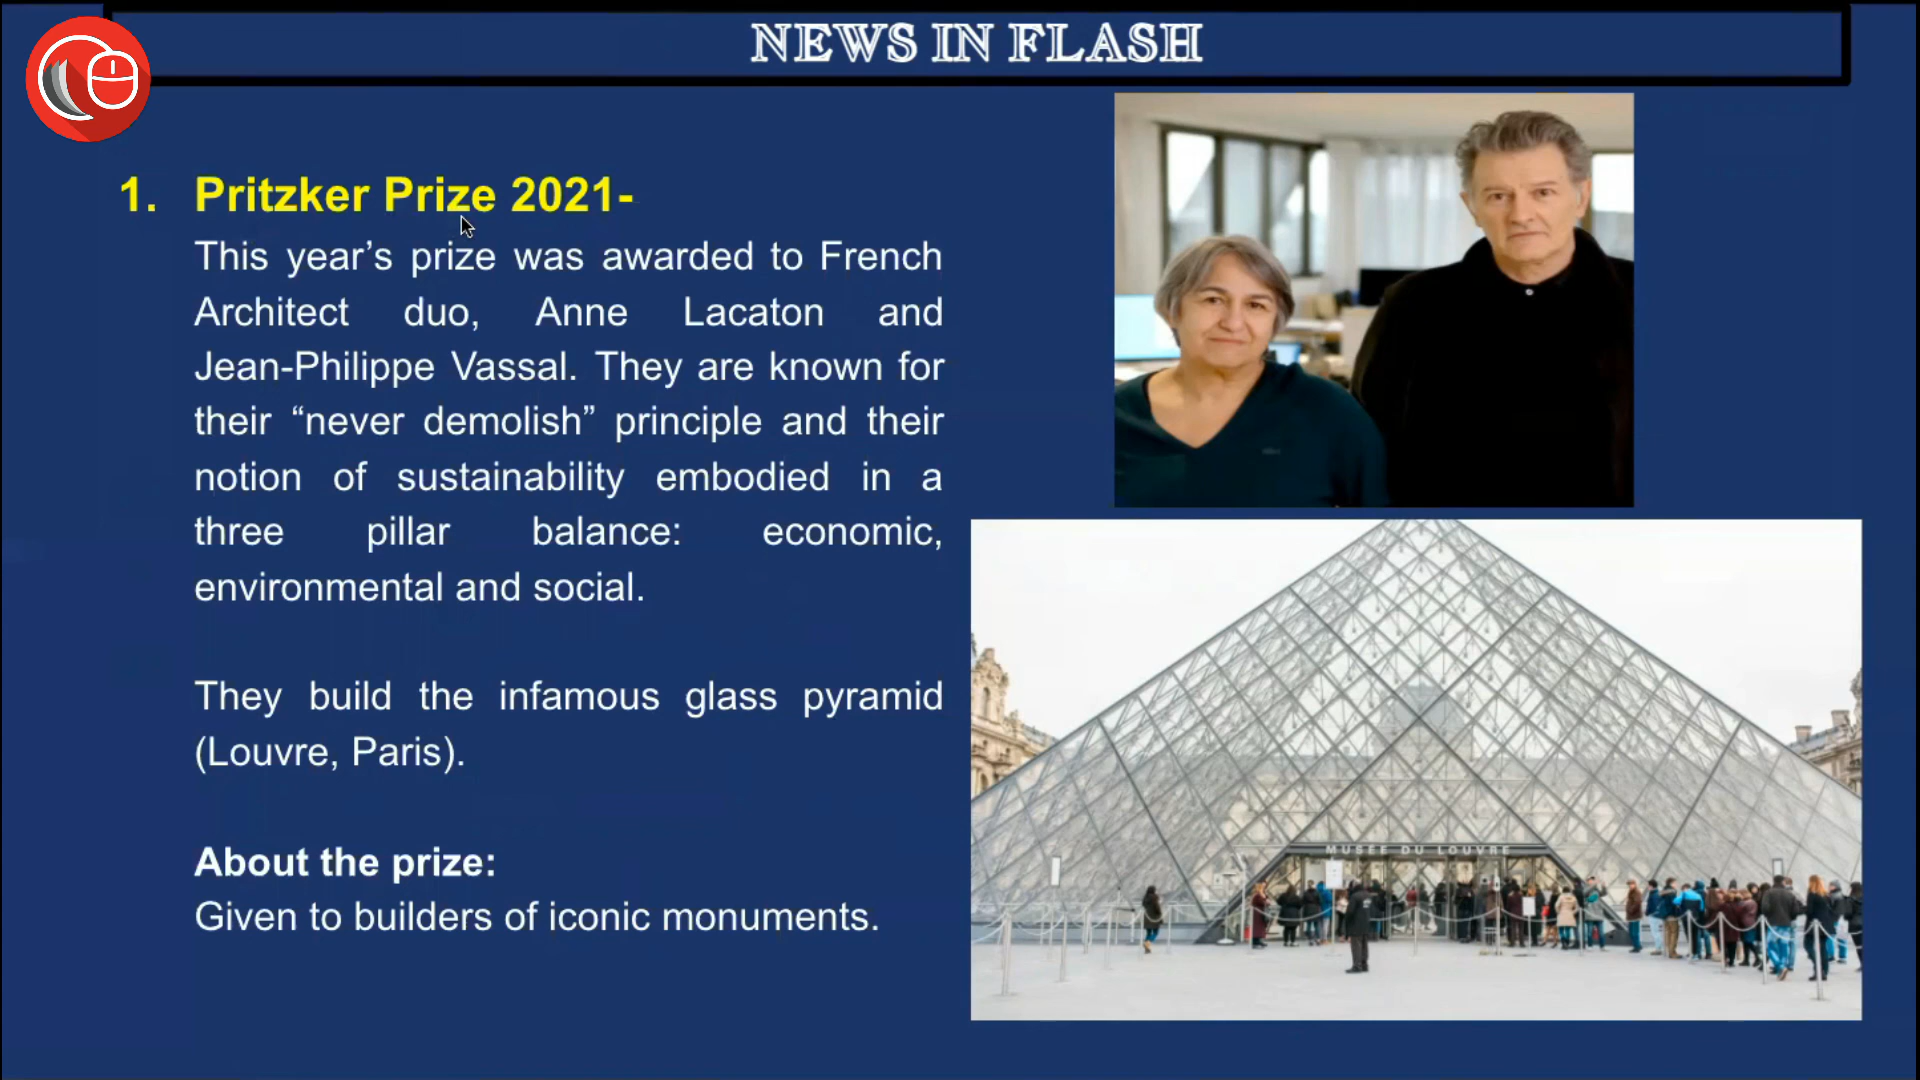 NEWS IN FLASH
1. Pritzker Prize 2021-
This year’s prize was awarded to French
Architect duo, Anne Lacaton and
Jean-Philippe Vassal. They are known for
their “never demolish” principle and their
notion of sustainability embodied in a
three pillar balance: economic,
environmental and social.
They build the infamous glass pyramid
(Louvre, Paris).
About the prize:
Given to builders of iconic monuments.
MUSEE DU LOUVRE